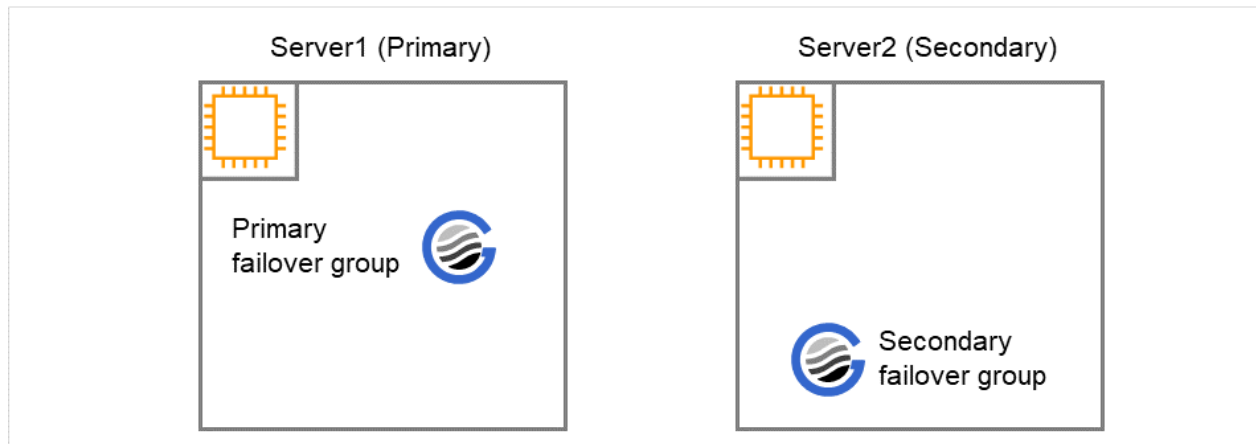 Server1 (Primary)
Server2 (Secondary)
Primary
failover group
Secondary
failover group